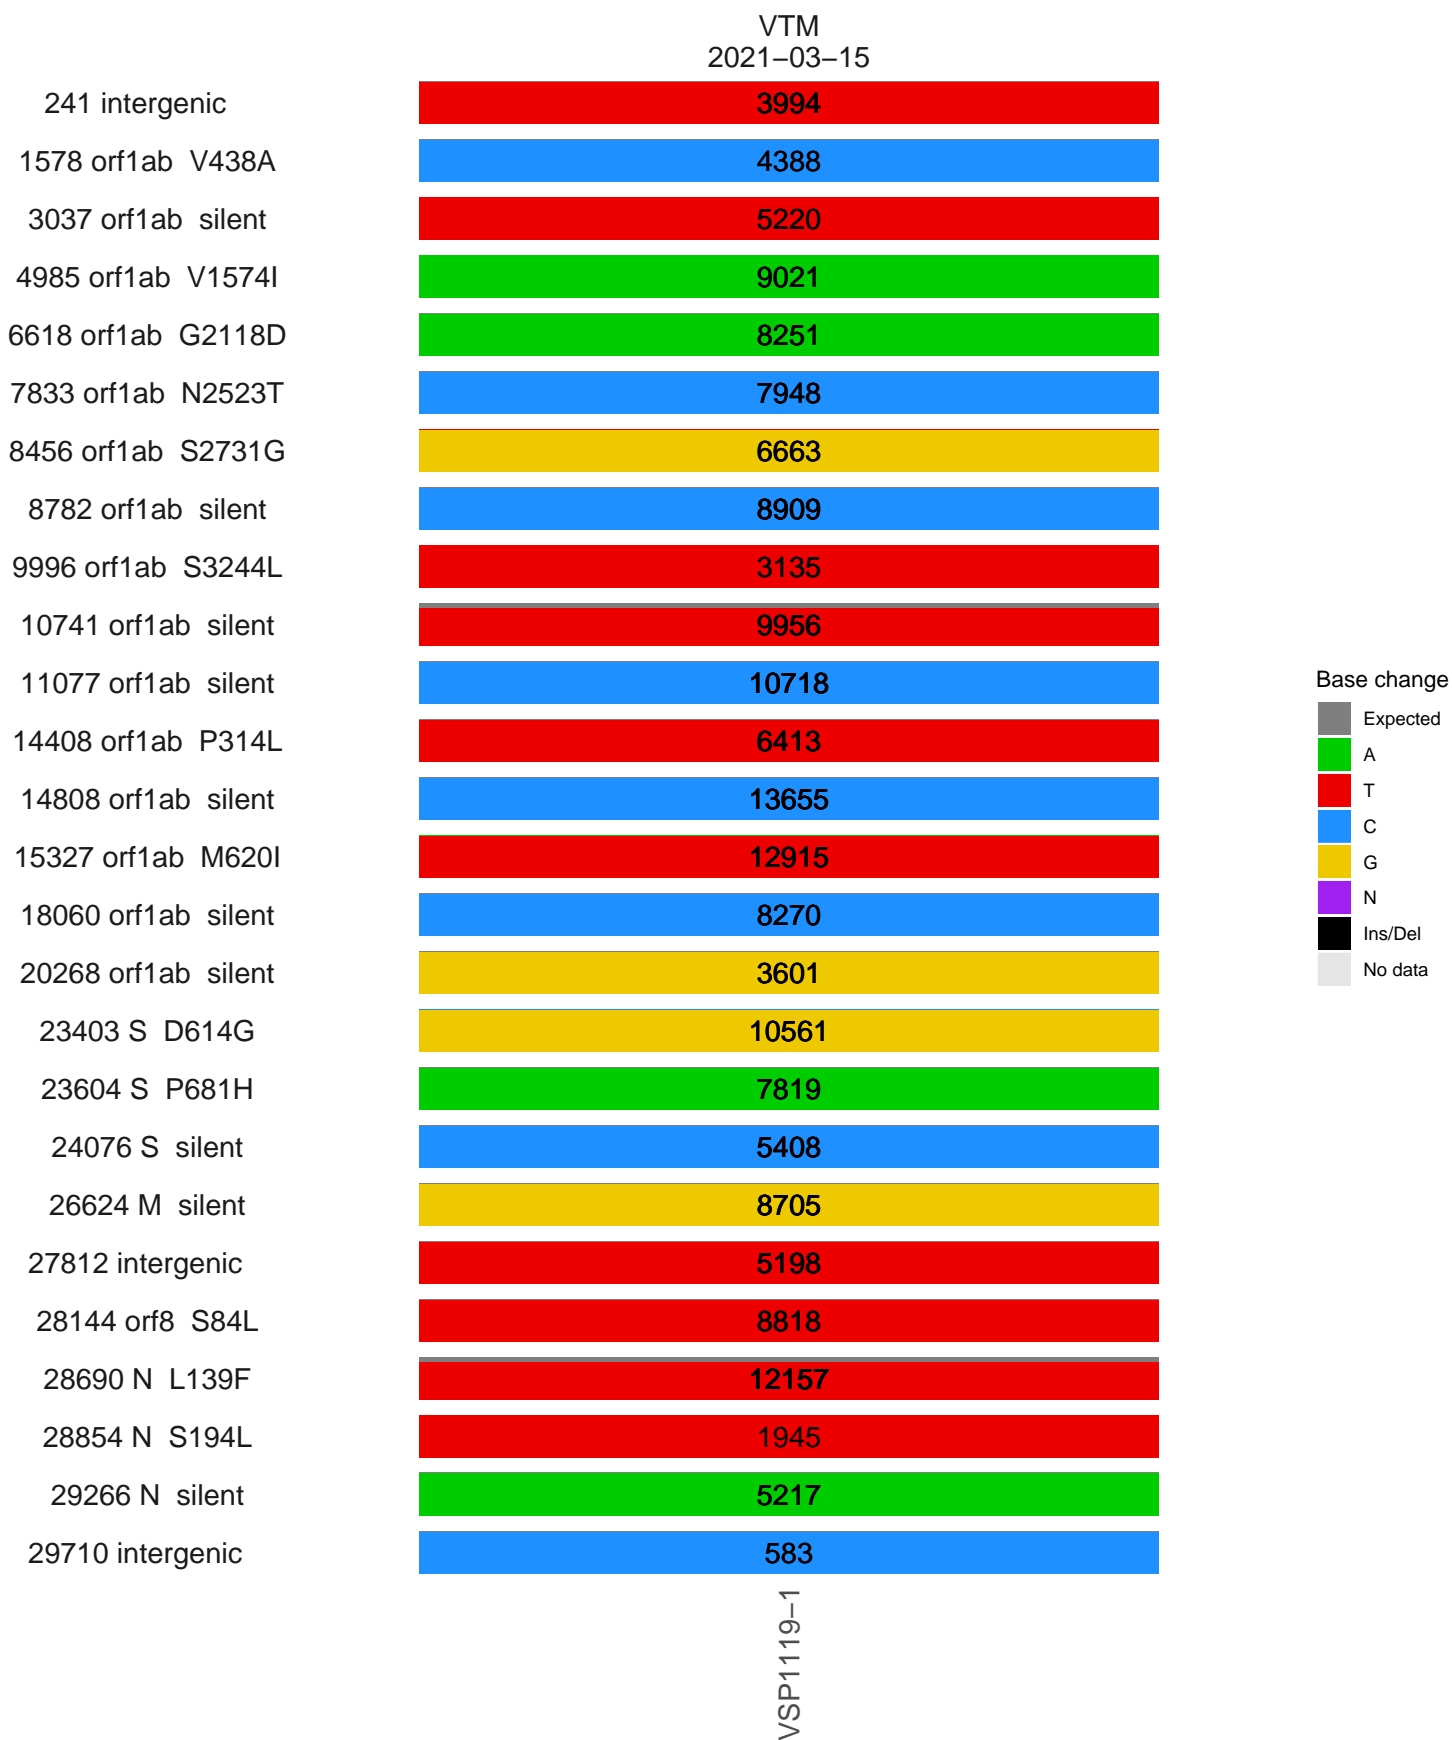 VTM
2021−03−15
241 intergenic 3994
1578 orf1ab V438A 4388
3037 orf1ab silent 5220
4985 orf1ab V1574I 9021
6618 orf1ab G2118D 8251
7833 orf1ab N2523T 7948
8456 orf1ab S2731G 6663
8782 orf1ab silent 8909
9996 orf1ab S3244L 3135
10741 orf1ab silent 9956
11077 orf1ab silent 10718
14408 orf1ab P314L 6413
14808 orf1ab silent 13655
15327 orf1ab M620I 12915
18060 orf1ab silent 8270
20268 orf1ab silent 3601
23403 S D614G 10561
23604 S P681H 7819
24076 S silent 5408
26624 M silent 8705
27812 intergenic 5198
28144 orf8 S84L 8818
28690 N L139F 12157
28854 N S194L 1945
29266 N silent 5217
29710 intergenic 583
VSP1119−1
Base change
Expected
A
T
C
G
N
Ins/Del
No data